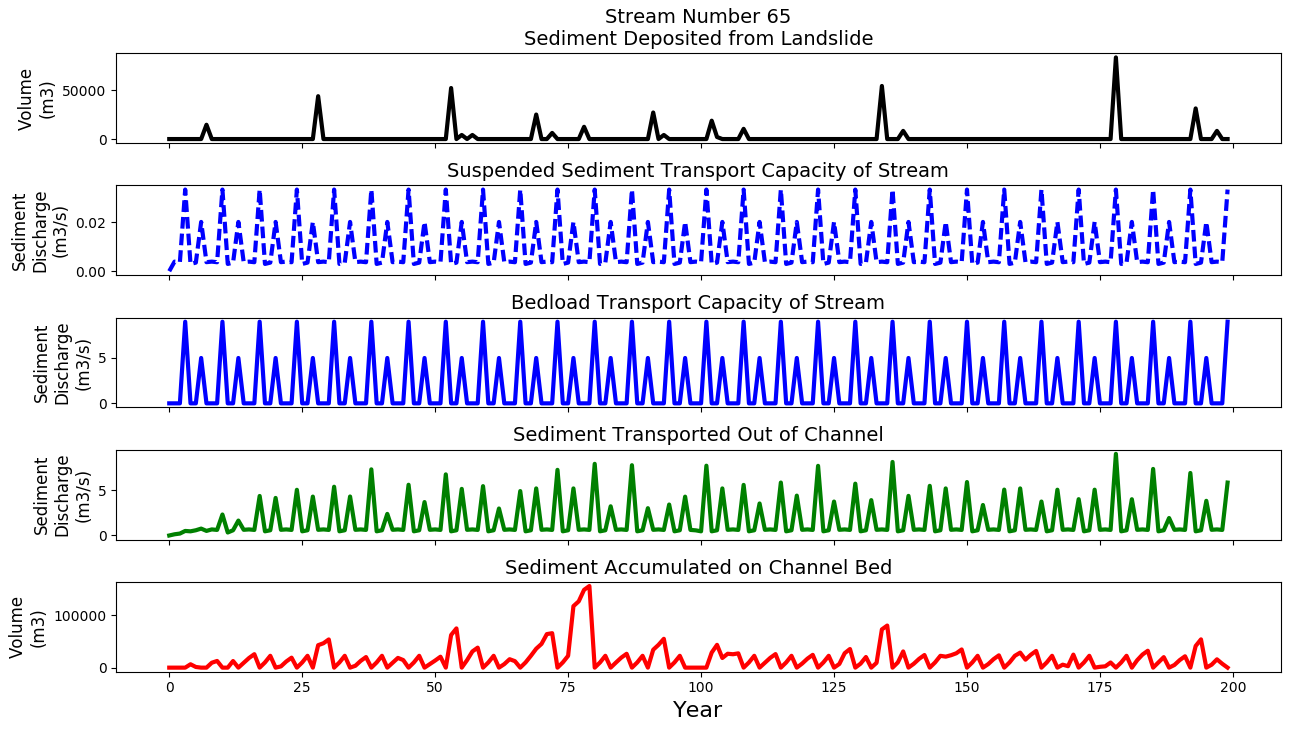 Stream Number 65
Sediment Deposited from Landslide
Volume
(m3)
50000
0
Suspended Sediment Transport Capacity of Stream
Sediment
Discharge
(m3/s)
0.02
0.00
Bedload Transport Capacity of Stream
Sediment
Discharge
(m3/s)
5
0
Sediment Transported Out of Channel
Sediment
Discharge
(m3/s)
5
0
Sediment Accumulated on Channel Bed
Volume
(m3)
100000
0
0 25 50 75 100 125 150 175 200
Year